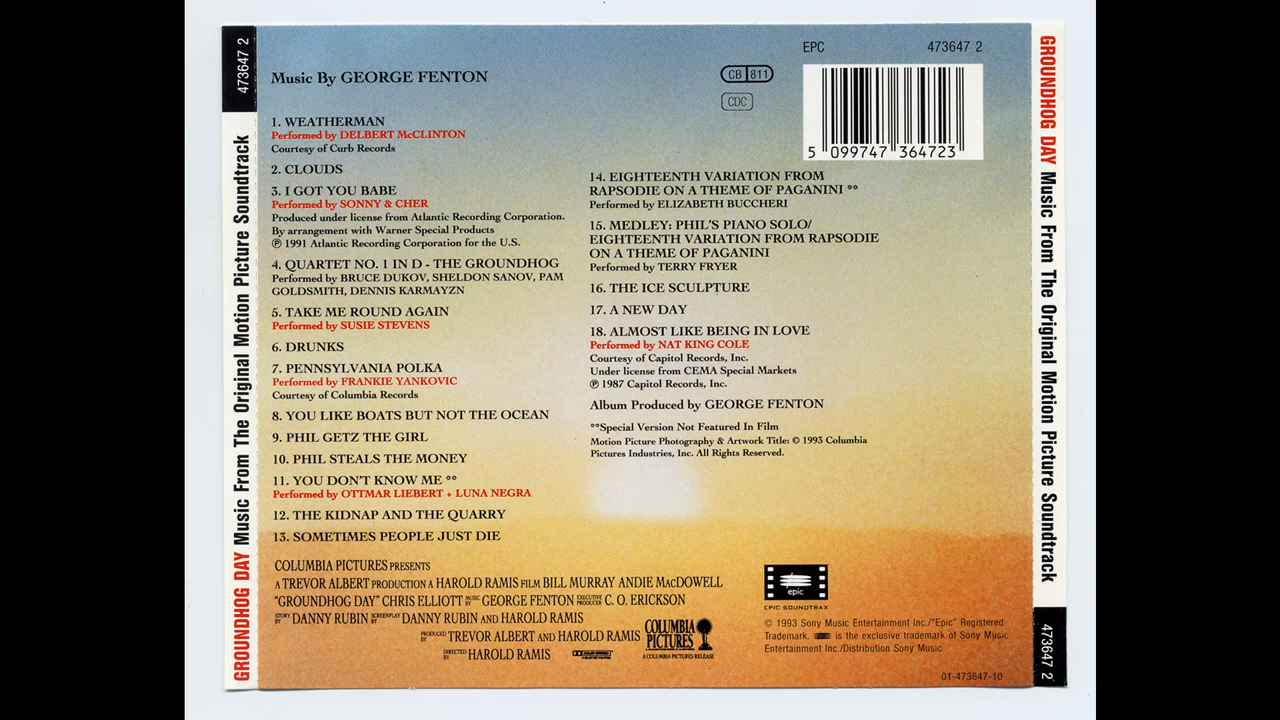 473647 2
GROUNDHOG DAY Music From The Original Motion Picture Soundtrack
Music By GEORGE FENTON
1. WEATHERMAN
Performed by DELBERT McCLINTON
Courtesy of Curb Records
2. CLOUDS
3. I GOT YOU BABE
Performed by SONNY & CHER
Produced under license from Atlantic Recording Corporation.
By arrangement with Warner Special Products
℗ 1991 Atlantic Recording Corporation for the U.S.
4. QUARTET NO. 1 IN D - THE GROUNDHOG
Performed by BRUCE DUKOV, SHELDON SANOV, PAM
GOLDSMITH, DENNIS KARMAYZN
5. TAKE ME ROUND AGAIN
Performed by SUSIE STEVENS
6. DRUNKS
7. PENNSYLVANIA POLKA
Performed by FRANKIE YANKOVIC
Courtesy of Columbia Records
8. YOU LIKE BOATS BUT NOT THE OCEAN
9. PHIL GETZ THE GIRL
10. PHIL STEALS THE MONEY
11. YOU DON'T KNOW ME **
Performed by OTTMAR LIEBERT + LUNA NEGRA
12. THE KIDNAP AND THE QUARRY
13. SOMETIMES PEOPLE JUST DIE
CB 811
CDC
EPC 473647 2
5 099747 364723
14. EIGHTEENTH VARIATION FROM
RAPSODIE ON A THEME OF PAGANINI **
Performed by ELIZABETH BUCCHERI
15. MEDLEY: PHIL'S PIANO SOLO/
EIGHTEENTH VARIATION FROM RAPSODIE
ON A THEME OF PAGANINI
Performed by TERRY FRYER
16. THE ICE SCULPTURE
17. A NEW DAY
18. ALMOST LIKE BEING IN LOVE
Performed by NAT KING COLE
Courtesy of Capitol Records, Inc.
Under license from CEMA Special Markets
℗ 1987 Capitol Records, Inc.
Album Produced by GEORGE FENTON
**Special Version Not Featured In Film
Motion Picture Photography & Artwork Title: © 1993 Columbia
Pictures Industries, Inc. All Rights Reserved.
COLUMBIA PICTURES PRESENTS
A TREVOR ALBERT PRODUCTION A HAROLD RAMIS FILM BILL MURRAY ANDIE MacDOWELL
"GROUNDHOG DAY" CHRIS ELLIOTT MUSIC BY GEORGE FENTON EXECUTIVE PRODUCER C. O. ERICKSON
STORY BY DANNY RUBIN SCREENPLAY BY DANNY RUBIN AND HAROLD RAMIS
PRODUCED BY TREVOR ALBERT AND HAROLD RAMIS
DIRECTED BY HAROLD RAMIS
COLUMBIA
PICTURES
A COLUMBIA PICTURES RELEASE
epic
EPIC SOUNDTRAX
© 1993 Sony Music Entertainment Inc./"Epic" Registered
Trademark. is the exclusive trademark of Sony Music
Entertainment Inc./Distribution Sony Music
01-473647-10
GROUNDHOG DAY Music From The Original Motion Picture Soundtrack
473647 2